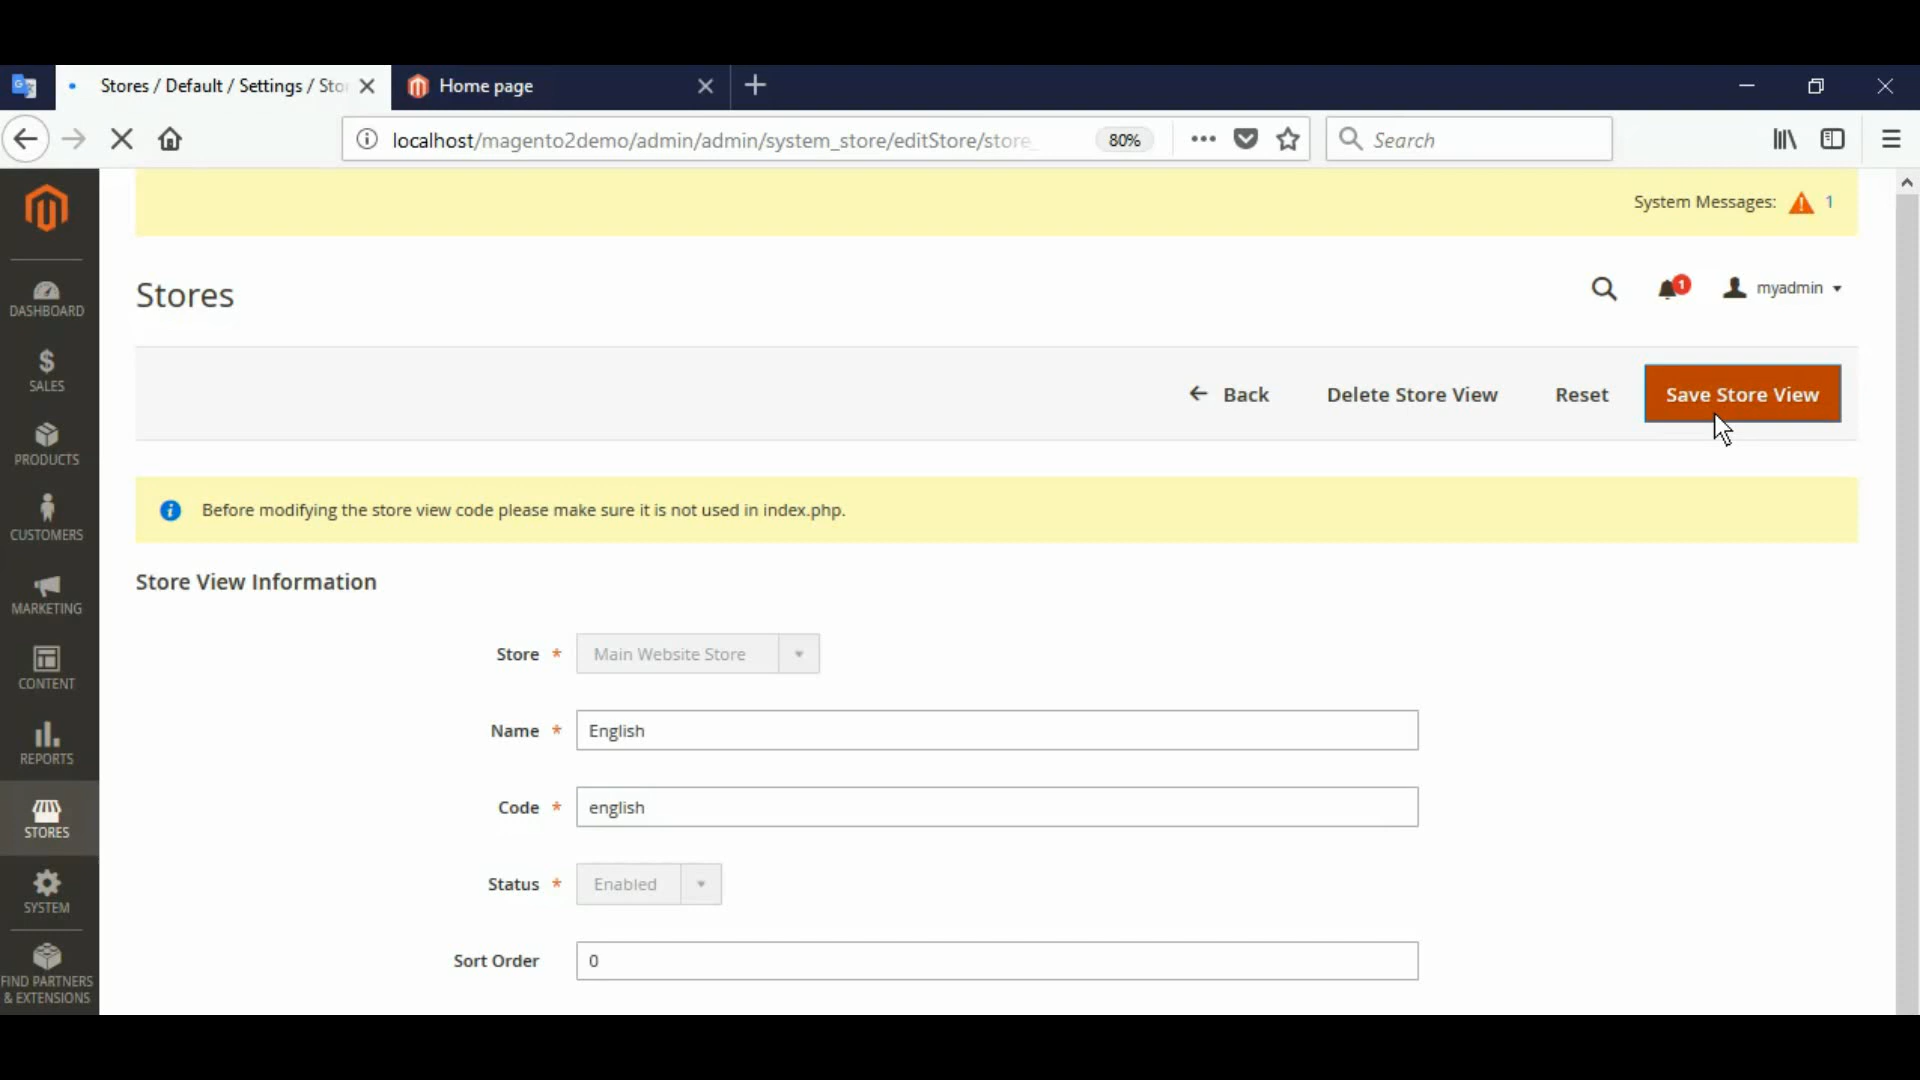 Stores / Default / Settings / Sto
Home page
localhost/magento2demo/admin/admin/system_store/editStore/store_
80%
Search
System Messages: 1
Stores
1
myadmin
DASHBOARD
SALES
PRODUCTS
CUSTOMERS
MARKETING
CONTENT
REPORTS
STORES
SYSTEM
FIND PARTNERS
& EXTENSIONS
Back
Delete Store View
Reset
Save Store View
Before modifying the store view code please make sure it is not used in index.php.
Store View Information
Store * Main Website Store
Name * English
Code * english
Status * Enabled
Sort Order 0